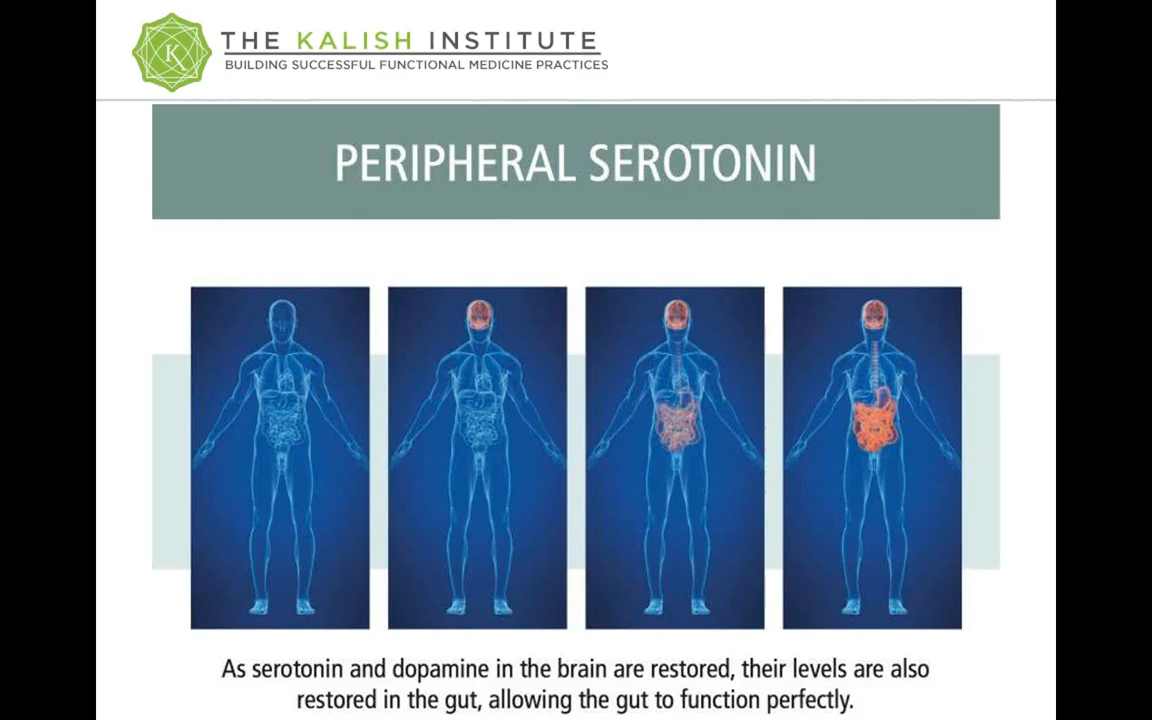 THE KALISH INSTITUTE
BUILDING SUCCESSFUL FUNCTIONAL MEDICINE PRACTICES
PERIPHERAL SEROTONIN
As serotonin and dopamine in the brain are restored, their levels are also
restored in the gut, allowing the gut to function perfectly.